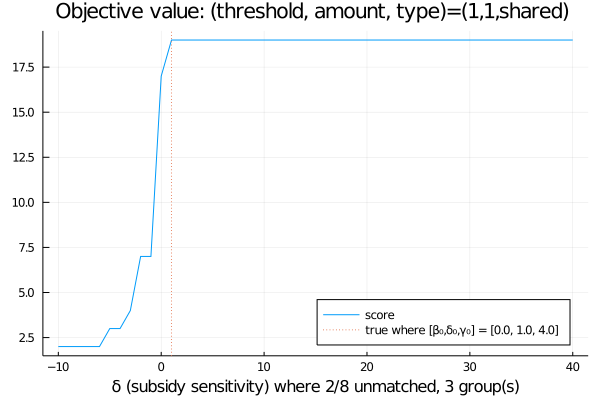 Objective value: (threshold, amount, type)=(1,1,shared)
17.5
15.0
12.5
10.0
7.5
5.0
2.5
score
true where [β₀,δ₀,γ₀] = [0.0, 1.0, 4.0]
−10 0 10 20 30 40
δ (subsidy sensitivity) where 2/8 unmatched, 3 group(s)